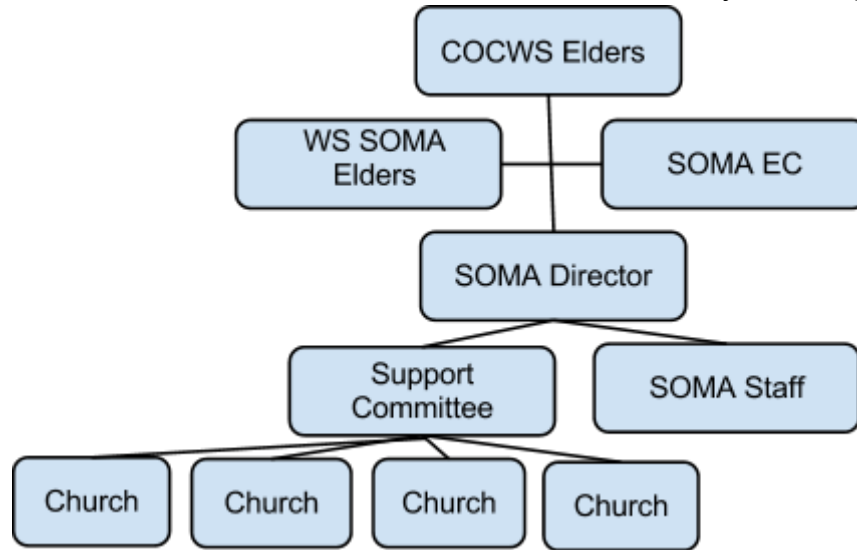 COCWS Elders
WS SOMA
Elders
SOMA EC
SOMA Director
Support
Committee
SOMA Staff
Church
Church
Church
Church